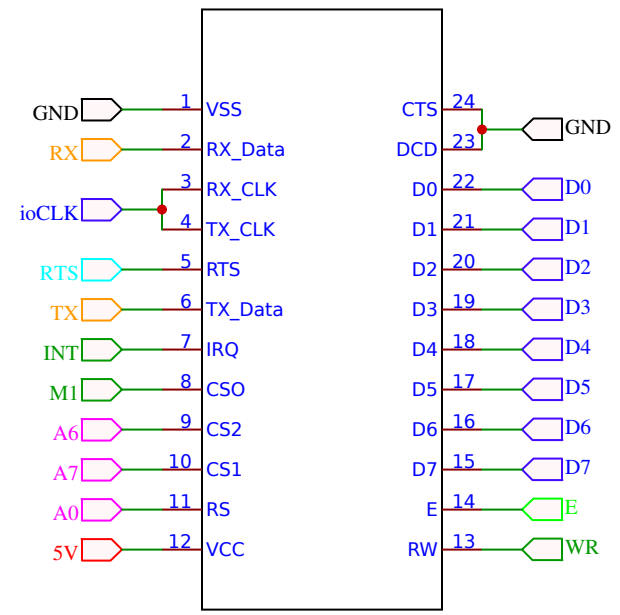 GND 1 VSS CTS 24 GND
RX 2 RX_Data DCD 23
ioCLK 3 RX_CLK D0 22 D0
4 TX_CLK D1 21 D1
RTS 5 RTS D2 20 D2
TX 6 TX_Data D3 19 D3
INT 7 IRQ D4 18 D4
M1 8 CSO D5 17 D5
A6 9 CS2 D6 16 D6
A7 10 CS1 D7 15 D7
A0 11 RS E 14 E
5V 12 VCC RW 13 WR